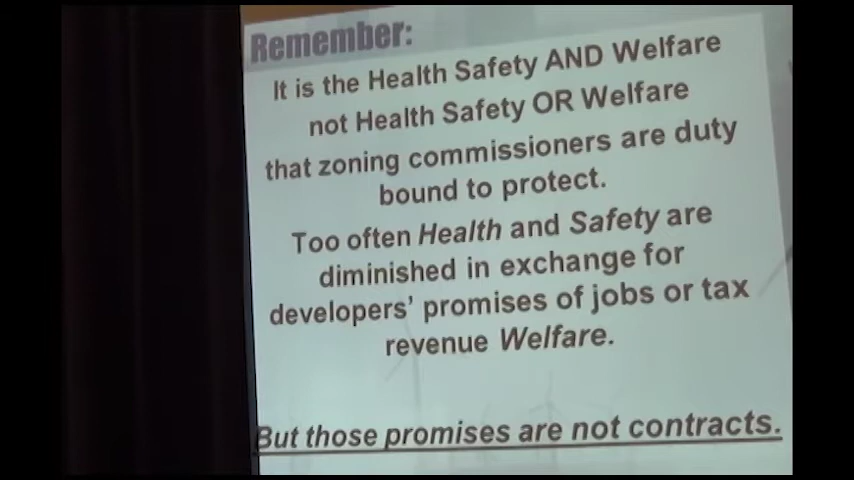 Remember:
It is the Health Safety AND Welfare
not Health Safety OR Welfare
that zoning commissioners are duty
bound to protect.
Too often Health and Safety are
diminished in exchange for
developers' promises of jobs or tax
revenue Welfare.
But those promises are not contracts.